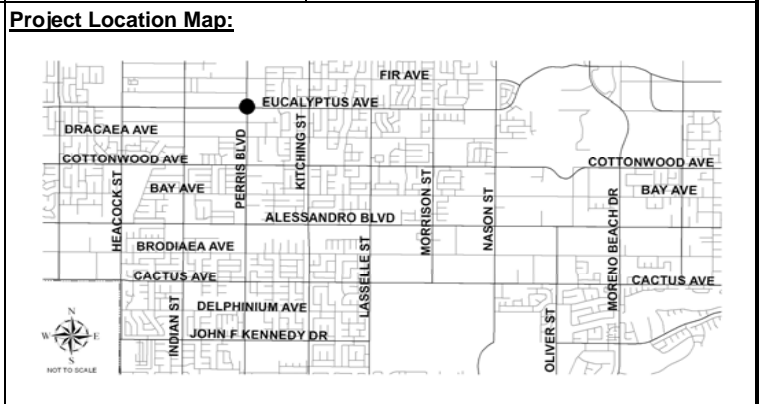 Project Location Map:
FIR AVE
EUCALYPTUS AVE
DRACAEA AVE
PERRIS BLVD
KITCHING ST
COTTONWOOD AVE
COTTONWOOD AVE
HEACOCK ST
BAY AVE
MORRISON ST
NASON ST
MORENO BEACH DR
BAY AVE
ALESSANDRO BLVD
BRODIAEA AVE
LASSELLE ST
CACTUS AVE
CACTUS AVE
INDIAN ST
DELPHINIUM AVE
OLIVER ST
JOHN F KENNEDY DR
N
W
E
S
NOT TO SCALE